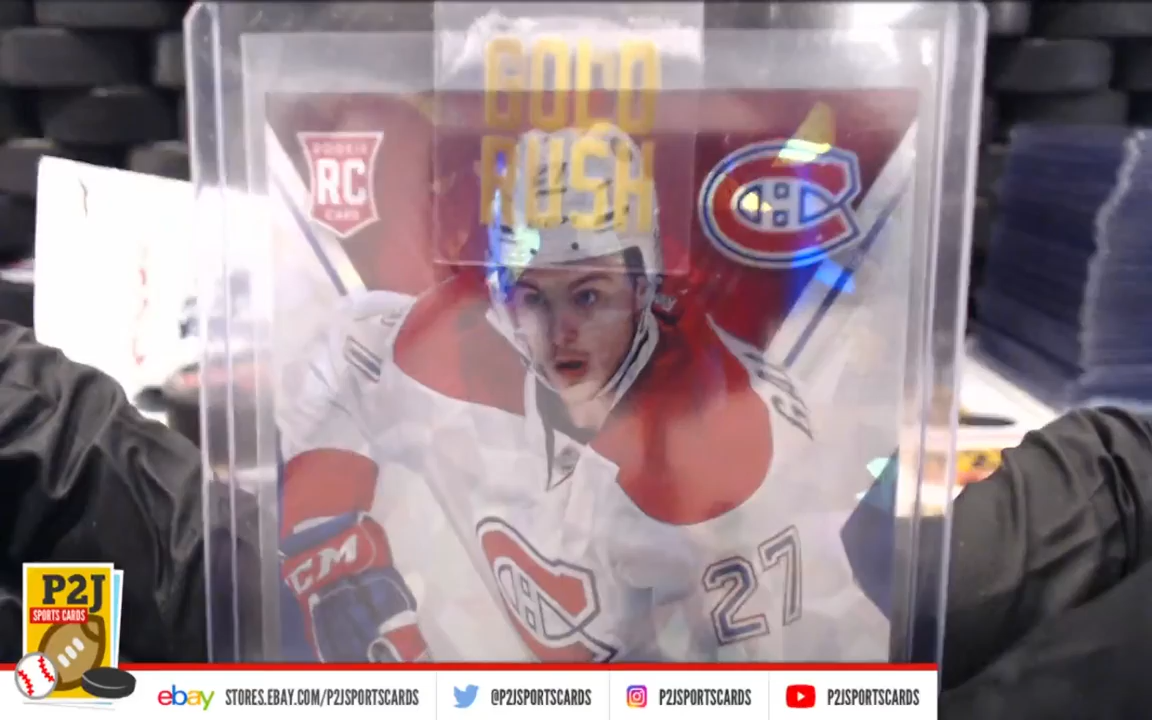 GOLD
RUSH
ROOKIE
RC
CARD
CCM
27
P2J
SPORTS CARDS
ebay STORES.EBAY.COM/P2JSPORTSCARDS
@P2JSPORTSCARDS
P2JSPORTSCARDS
P2JSPORTSCARDS